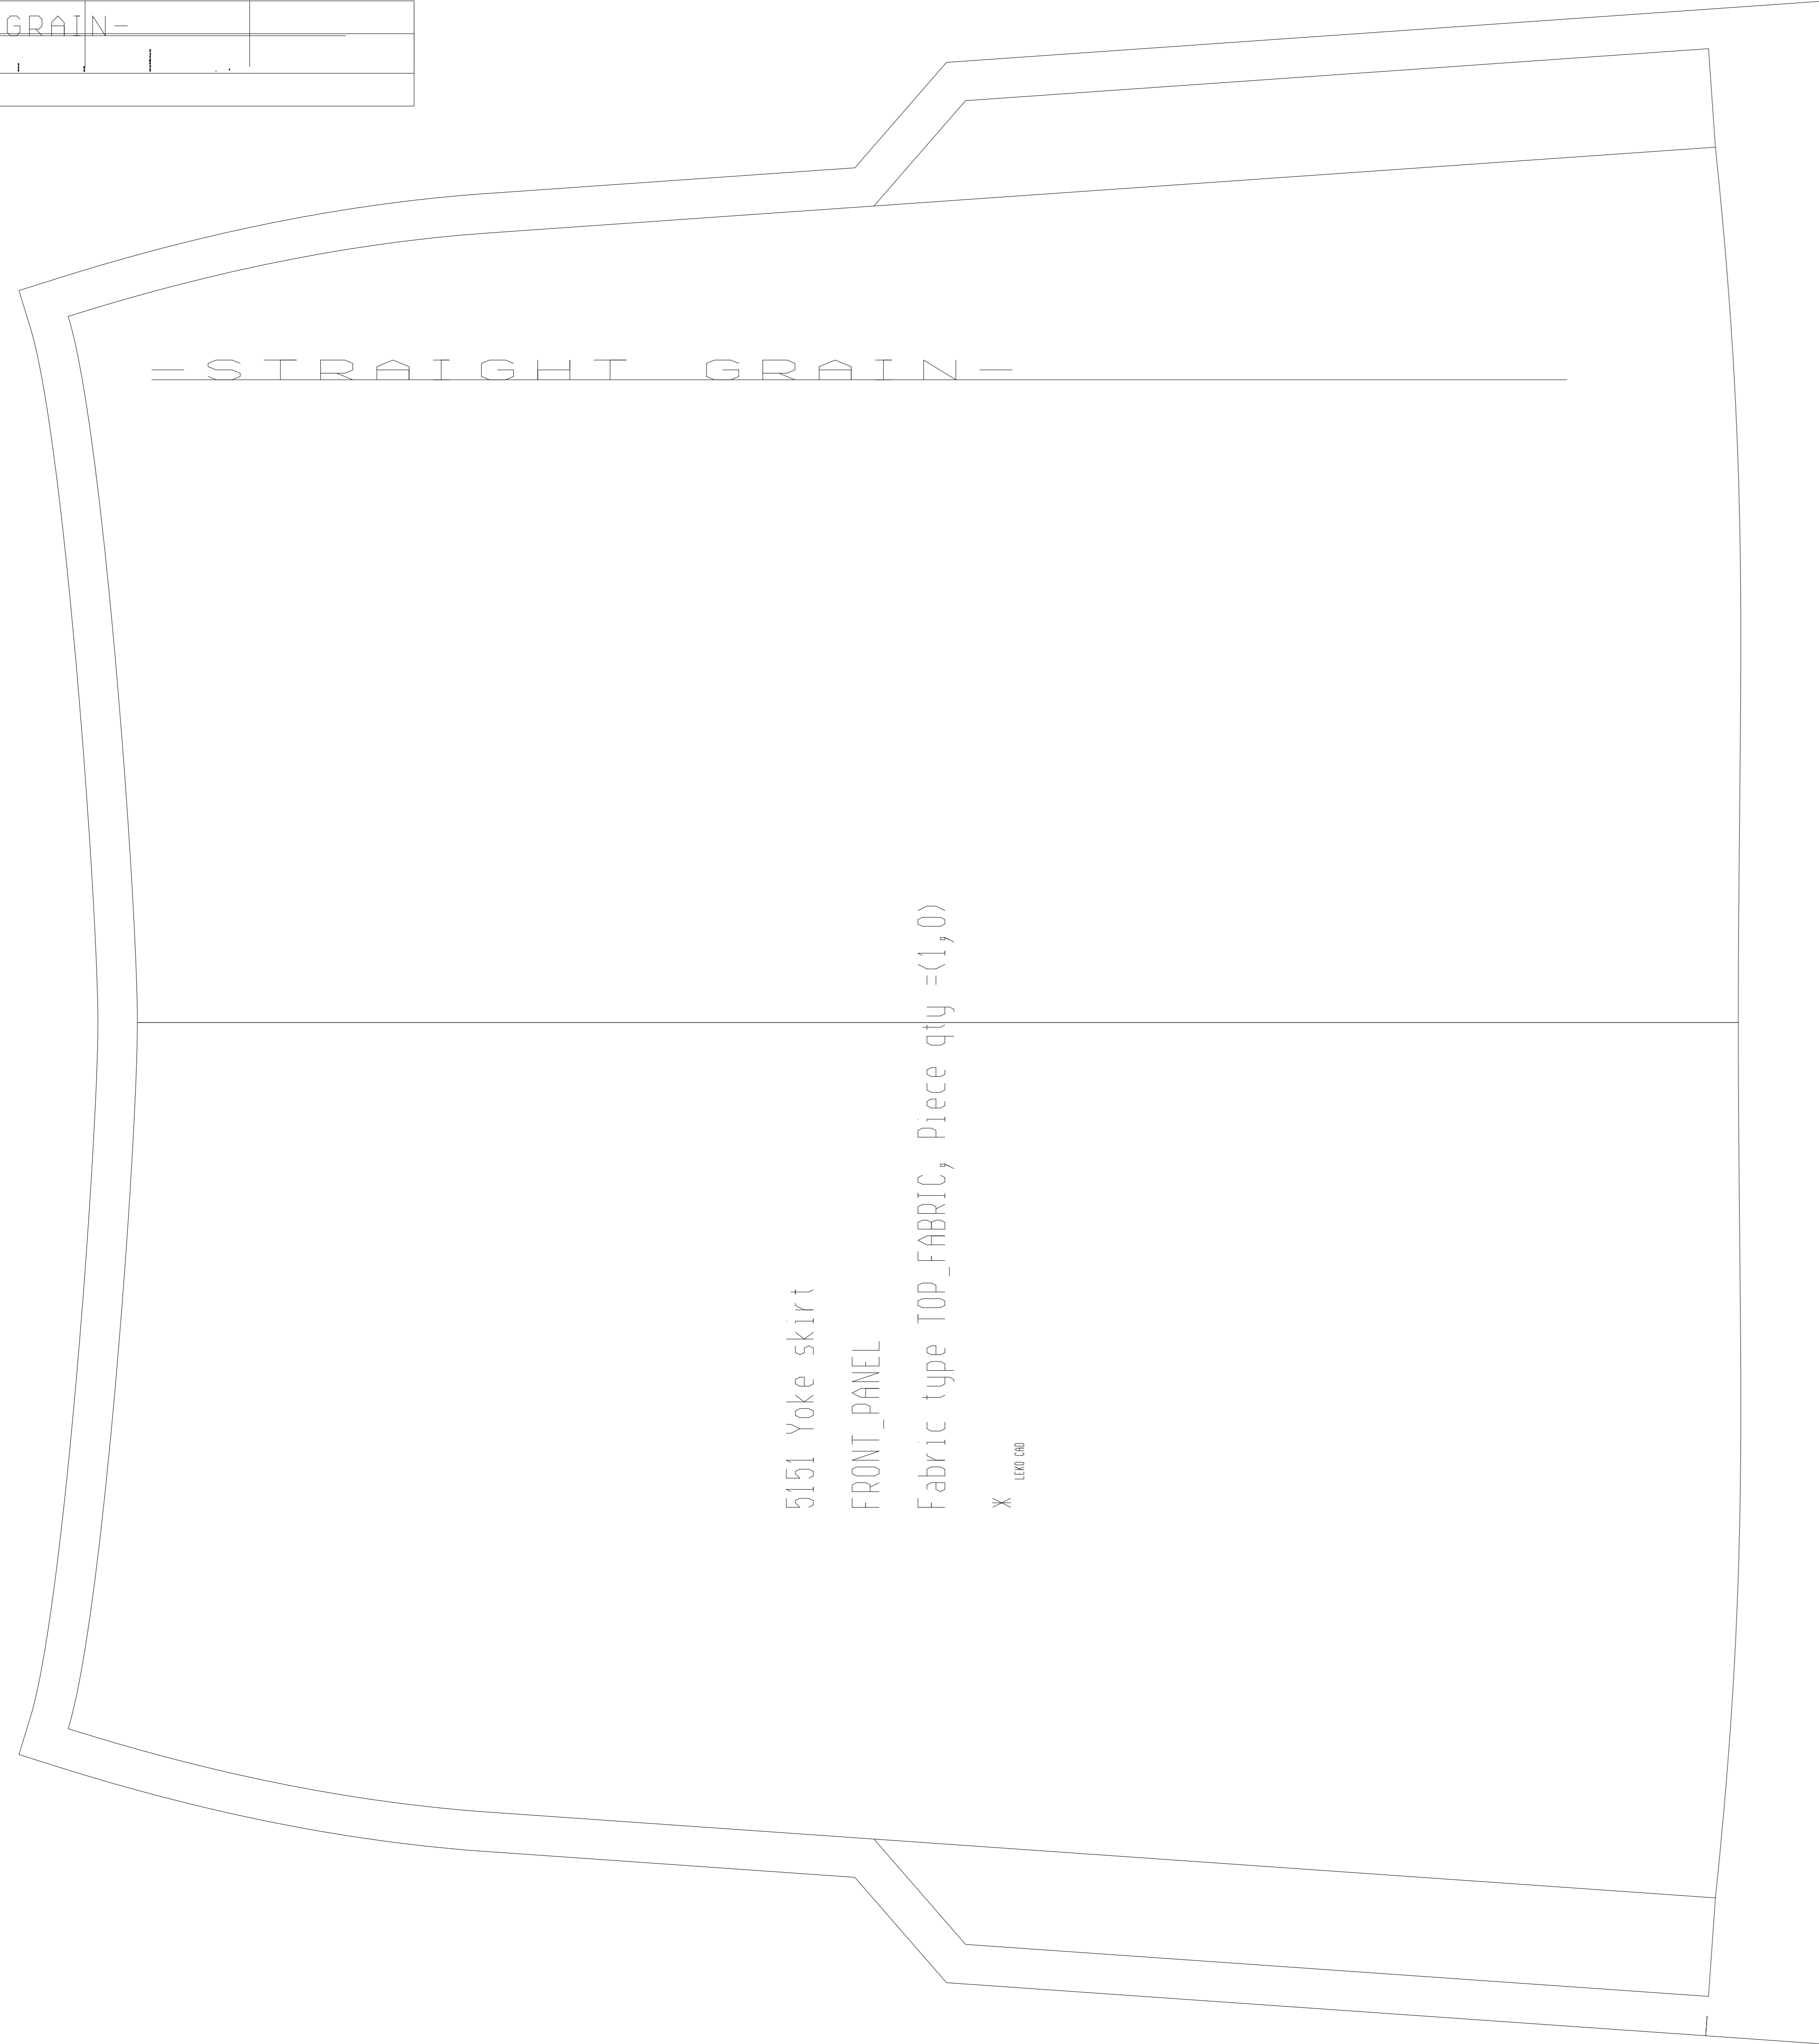 GRAIN-
-STRAIGHT GRAIN-
5151 Yoke skirt
FRONT_PANEL
Fabric type TOP_FABRIC, Piece qty =(1,0)
*
LEKO CAD